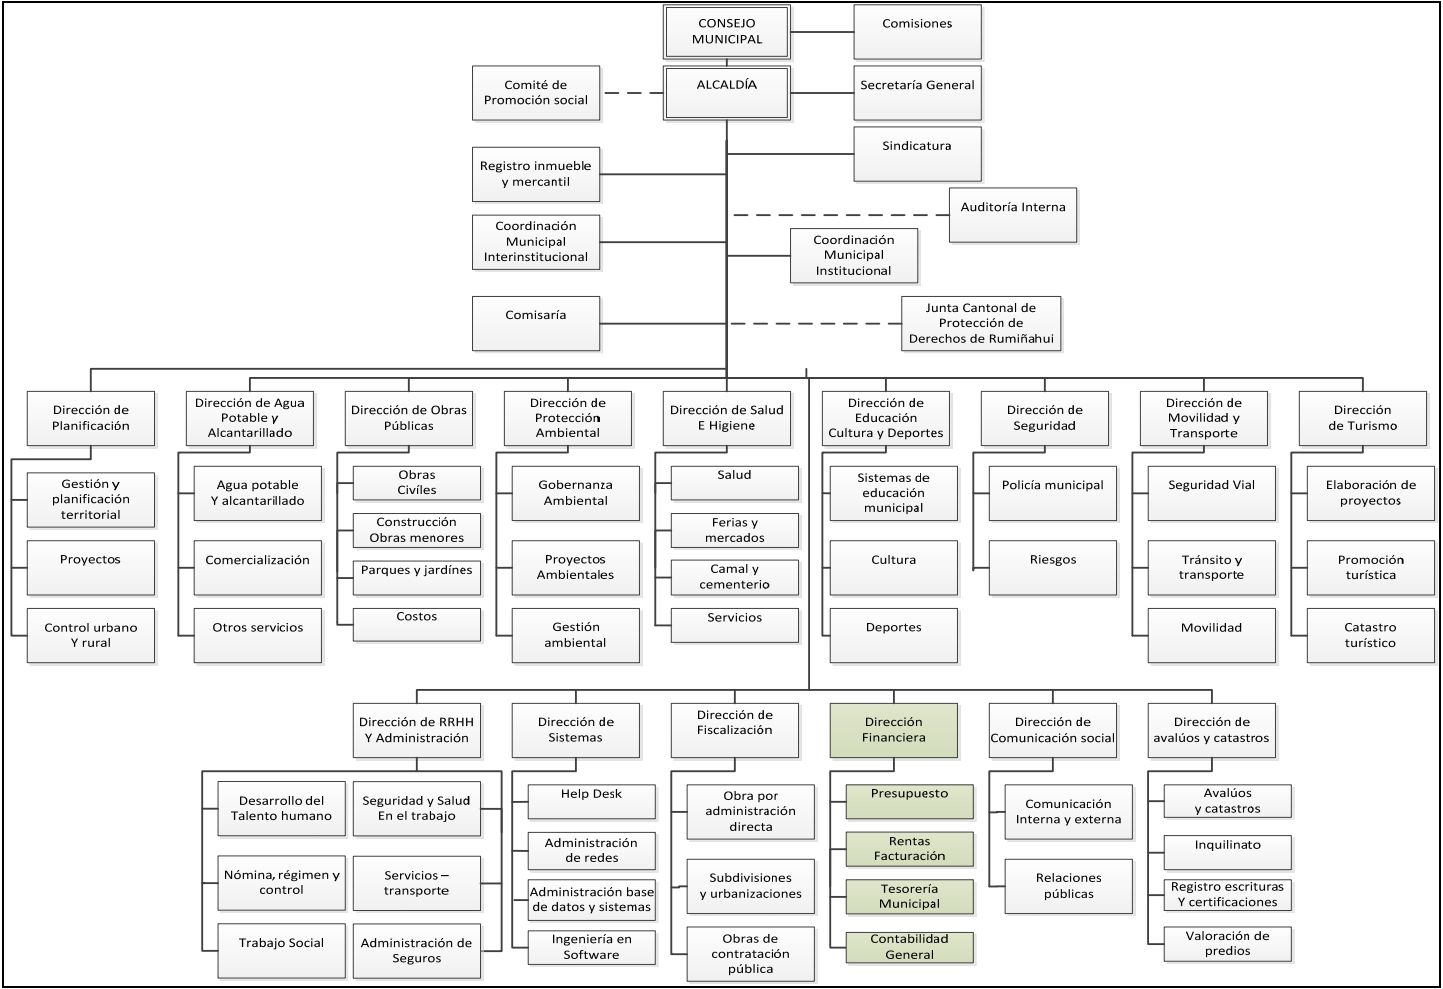 CONSEJO
MUNICIPAL
Comisiones
Comité de
Promoción social
ALCALDÍA
Secretaría General
Sindicatura
Registro inmueble
y mercantil
Auditoría Interna
Coordinación
Municipal
Interinstitucional
Coordinación
Municipal
Institucional
Comisaría
Junta Cantonal de
Protección de
Derechos de Rumiñahui
Dirección de
Planificación
Dirección de Agua
Potable y
Alcantarillado
Dirección de Obras
Públicas
Dirección de
Protección
Ambiental
Dirección de Salud
E Higiene
Dirección de
Educación
Cultura y Deportes
Dirección de
Seguridad
Dirección de
Movilidad y
Transporte
Dirección
de Turismo
Gestión y
planificación
territorial
Proyectos
Control urbano
Y rural
Agua potable
Y alcantarillado
Comercialización
Otros servicios
Obras
Civíles
Construcción
Obras menores
Parques y jardínes
Costos
Gobernanza
Ambiental
Proyectos
Ambientales
Gestión
ambiental
Salud
Ferias y
mercados
Camal y
cementerio
Servicios
Sistemas de
educación
municipal
Cultura
Deportes
Policía municipal
Riesgos
Seguridad Vial
Tránsito y
transporte
Movilidad
Elaboración de
proyectos
Promoción
turística
Catastro
turístico
Dirección de RRHH
Y Administración
Dirección de
Sistemas
Dirección de
Fiscalización
Dirección
Financiera
Dirección de
Comunicación social
Dirección de
avalúos y catastros
Desarrollo del
Talento humano
Nómina, régimen y
control
Trabajo Social
Seguridad y Salud
En el trabajo
Servicios –
transporte
Administración de
Seguros
Help Desk
Administración
de redes
Administración base
de datos y sistemas
Ingeniería en
Software
Obra por
administración
directa
Subdivisiones
y urbanizaciones
Obras de
contratación
pública
Presupuesto
Rentas
Facturación
Tesorería
Municipal
Contabilidad
General
Comunicación
Interna y externa
Relaciones
públicas
Avalúos
y catastros
Inquilinato
Registro escrituras
Y certificaciones
Valoración de
predios